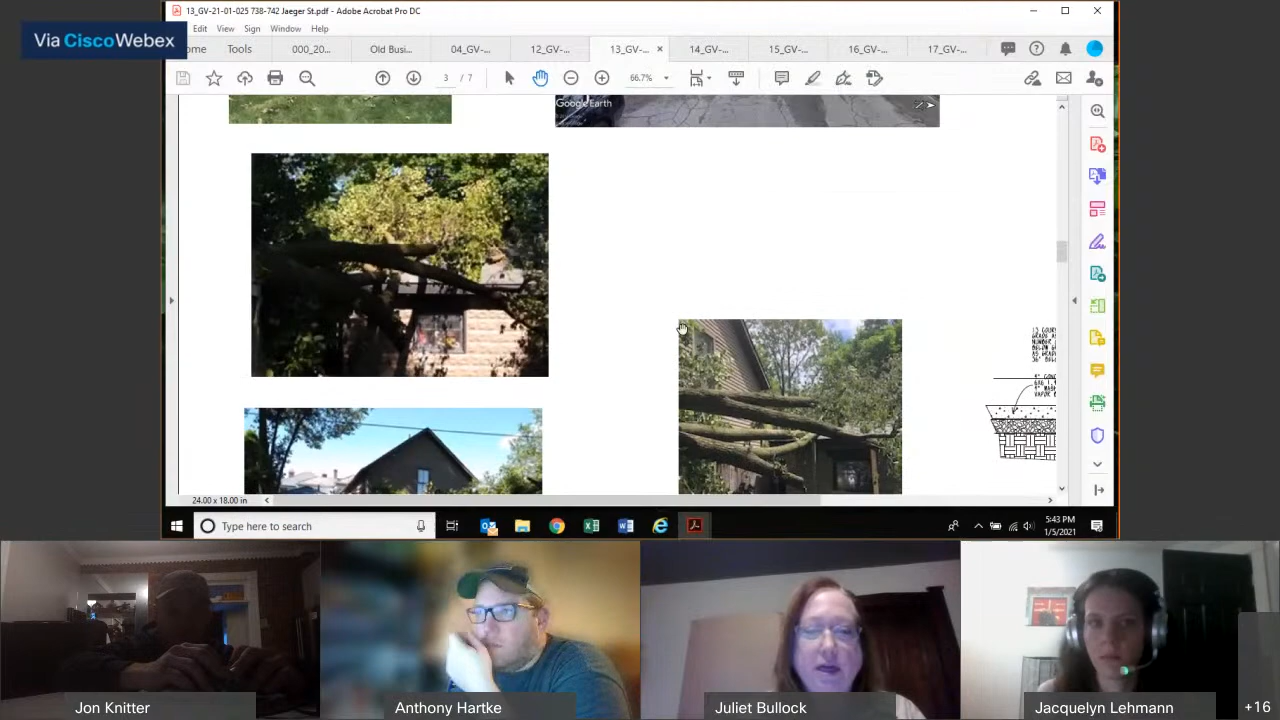 13_GV-21-01-025 738-742 Jaeger St.pdf - Adobe Acrobat Pro DC
Via CiscoWebex
Edit View Sign Window Help
ome Tools 000_20... Old Busi... 04_GV-... 12_GV-... 13_GV-... 14_GV-... 15_GV-... 16_GV-... 17_GV-...
3 / 7 66.7%
Google Earth
24.00 x 18.00 in
Type here to search
5:43 PM
1/5/2021
Jon Knitter
Anthony Hartke
Juliet Bullock
Jacquelyn Lehmann
+16